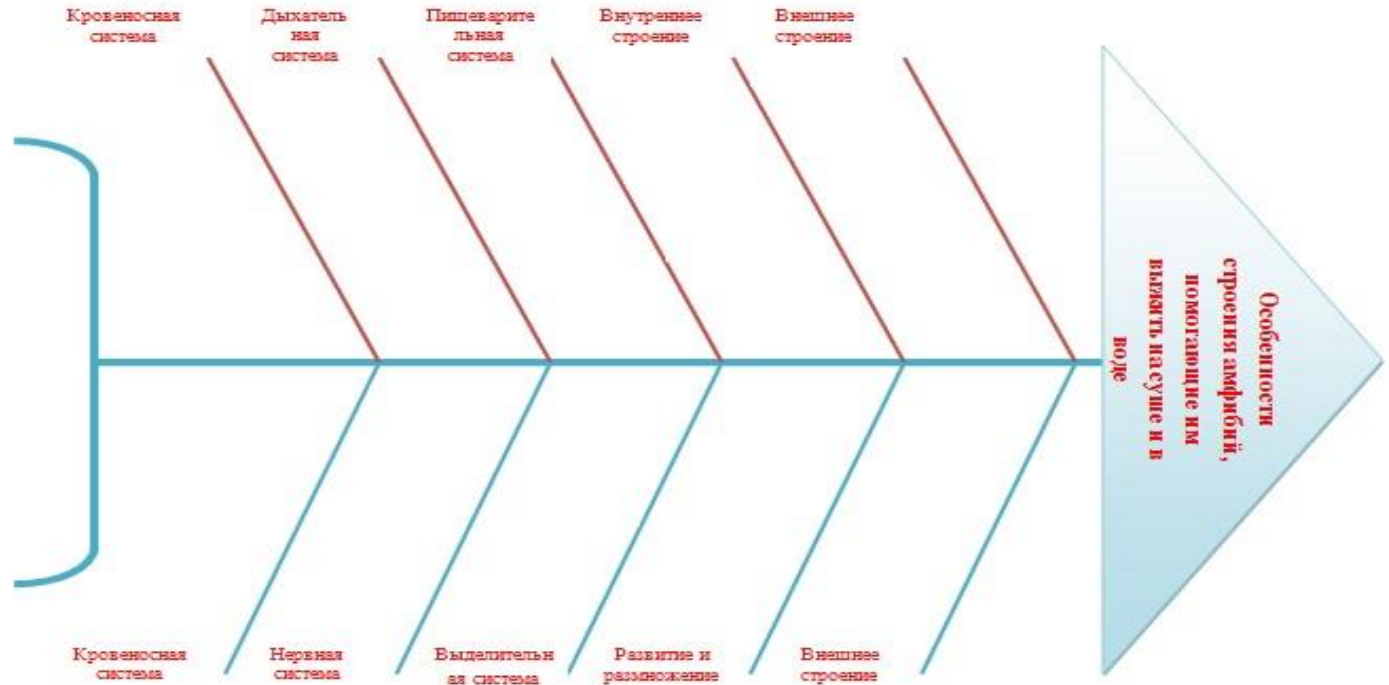 Кровеносная
система
Дыхатель
ная
система
Пищеварите
льная
система
Внутреннее
строение
Внешнее
строение
Особенности
строения амфибий,
помогающие им
выжить на суше и в
воде
Кровеносная
система
Нервная
система
Выделительн
ая система
Развитие и
размножение
Внешнее
строение